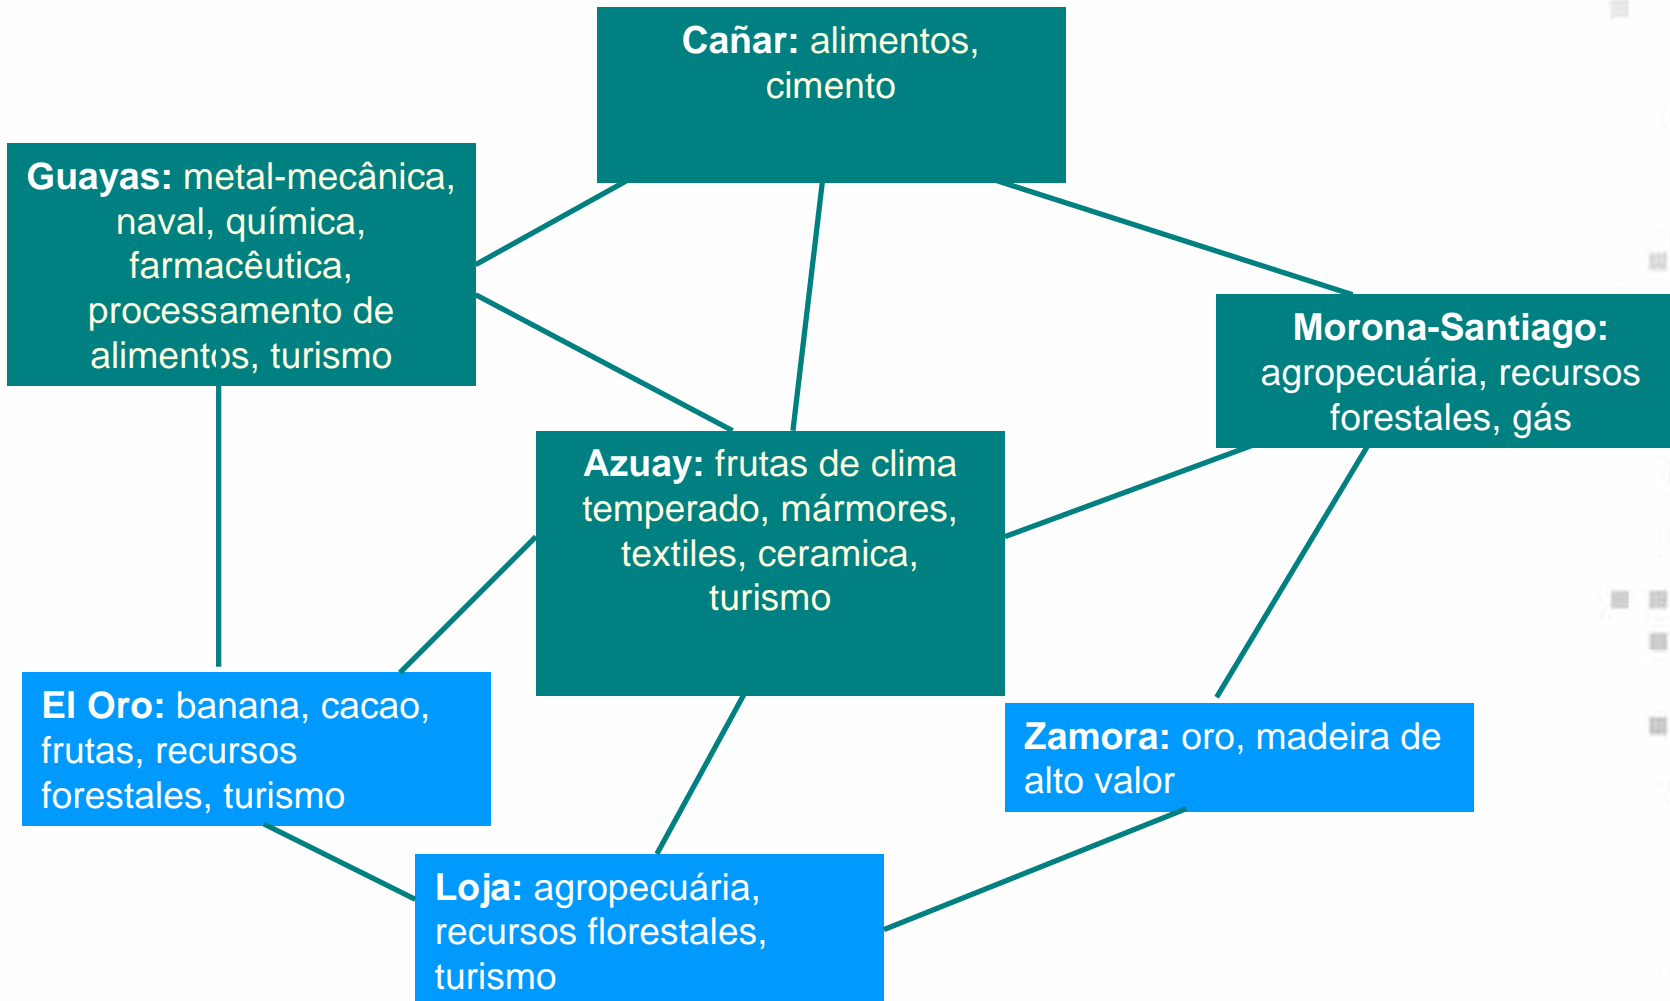 Cañar: alimentos,
cimento
Guayas: metal-mecânica,
naval, química,
farmacêutica,
processamento de
alimentos, turismo
Morona-Santiago:
agropecuária, recursos
forestales, gás
Azuay: frutas de clima
temperado, mármores,
textiles, ceramica,
turismo
El Oro: banana, cacao,
frutas, recursos
forestales, turismo
Zamora: oro, madeira de
alto valor
Loja: agropecuária,
recursos florestales,
turismo